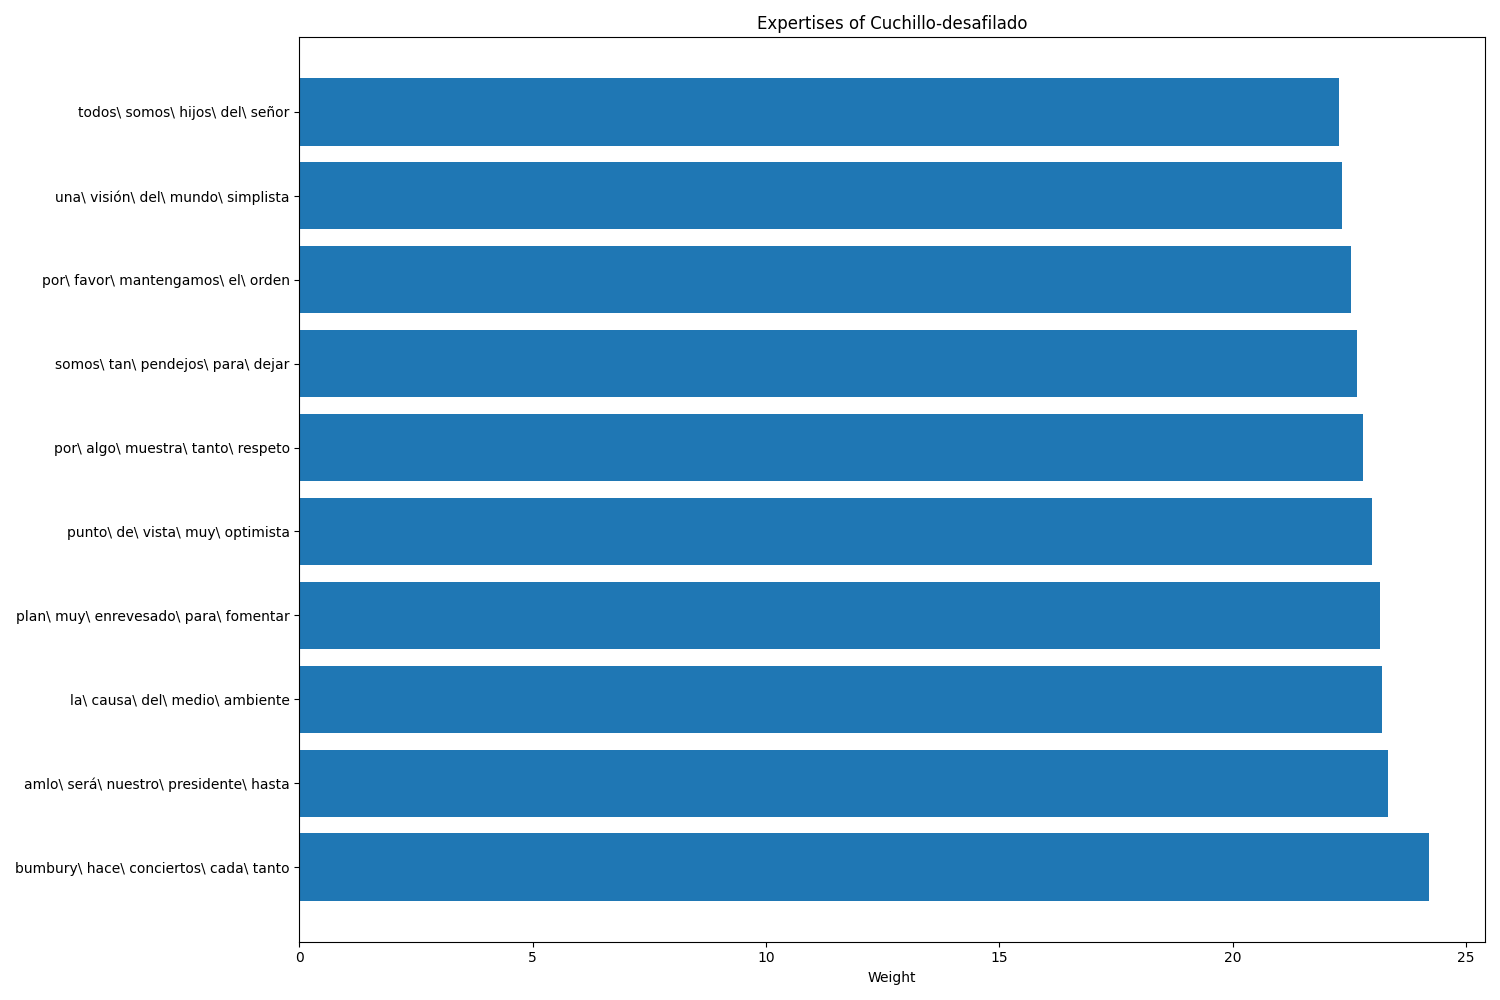 Expertises of Cuchillo-desafilado
todos\ somos\ hijos\ del\ señor
una\ visión\ del\ mundo\ simplista
por\ favor\ mantengamos\ el\ orden
somos\ tan\ pendejos\ para\ dejar
por\ algo\ muestra\ tanto\ respeto
punto\ de\ vista\ muy\ optimista
plan\ muy\ enrevesado\ para\ fomentar
la\ causa\ del\ medio\ ambiente
amlo\ será\ nuestro\ presidente\ hasta
bumbury\ hace\ conciertos\ cada\ tanto
0 5 10 15 20 25
Weight